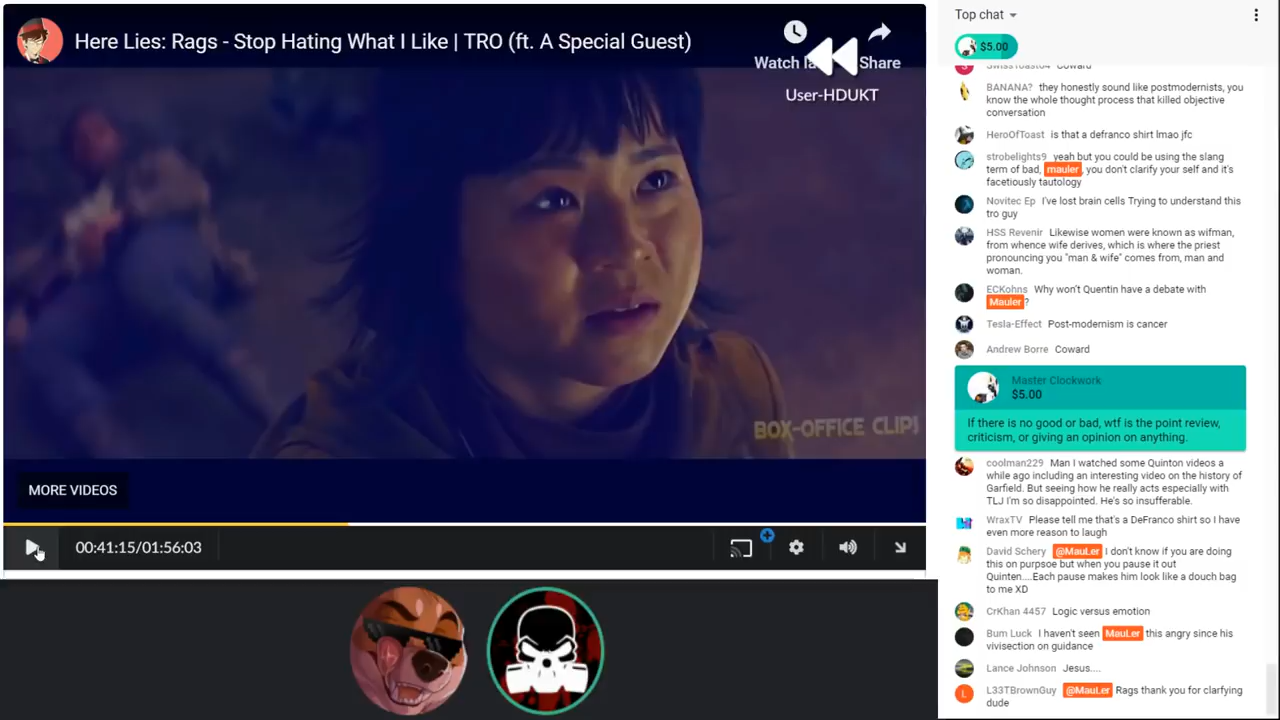 Here Lies: Rags - Stop Hating What I Like | TRO (ft. A Special Guest)
Share
User-HDUKT
BOX-OFFICE CLIPS
MORE VIDEOS
00:41:15/01:56:03
Top chat
$5.00
BANANA? they honestly sound like postmodernists, you
know the whole thought process that killed objective
conversation
HeroOfToast is that a defranco shirt lmao jfc
strobelights9 yeah but you could be using the slang
term of bad, mauler, you don't clarify your self and it's
facetiously tautology
Novitec Ep I've lost brain cells Trying to understand this
tro guy
HSS Revenir Likewise women were known as wifman,
from whence wife derives, which is where the priest
pronouncing you "man & wife" comes from, man and
woman.
ECKohns Why won't Quentin have a debate with
Mauler?
Tesla-Effect Post-modernism is cancer
Andrew Borre Coward
Master Clockwork
$5.00
If there is no good or bad, wtf is the point review,
criticism, or giving an opinion on anything.
coolman229 Man I watched some Quinton videos a
while ago including an interesting video on the history of
Garfield. But seeing how he really acts especially with
TLJ I'm so disappointed. He's so insufferable.
WraxTV Please tell me that's a DeFranco shirt so I have
even more reason to laugh
David Schery @MauLer I don't know if you are doing
this on purpsoe but when you pause it out
Quinten....Each pause makes him look like a douch bag
to me XD
CrKhan 4457 Logic versus emotion
Bum Luck I haven't seen MauLer this angry since his
vivisection on guidance
Lance Johnson Jesus....
L
L33TBrownGuy @MauLer Rags thank you for clarfying
dude